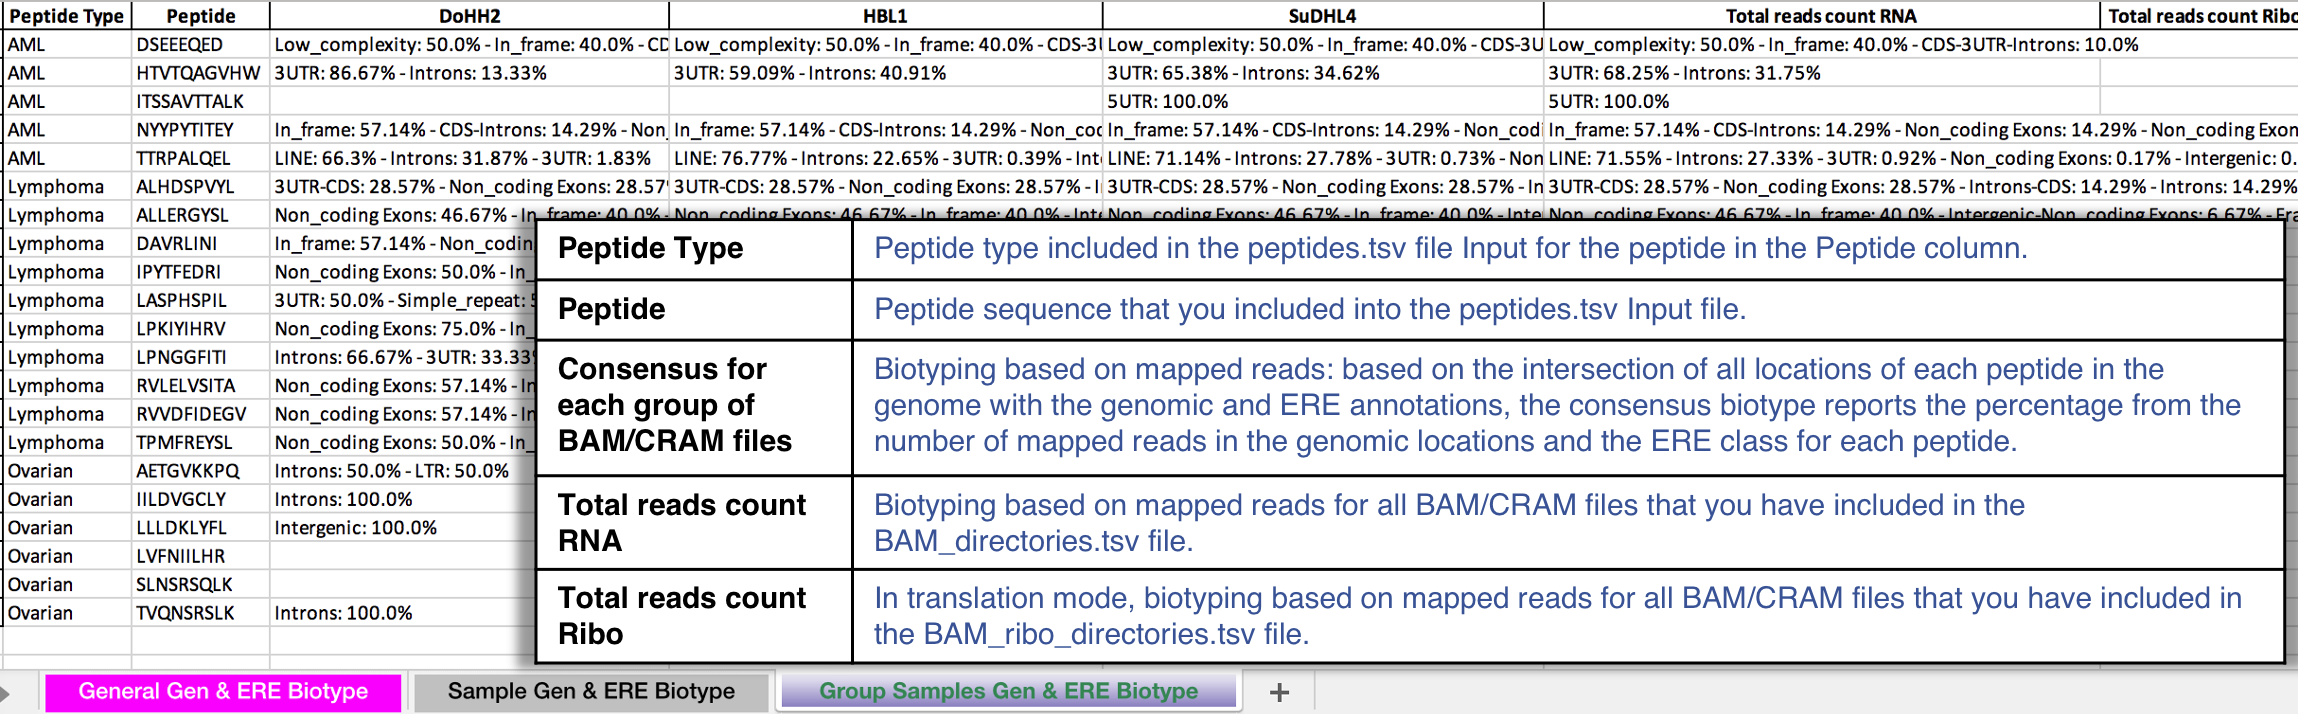 Peptide Type Peptide DoHH2 HBL1 SuDHL4 Total reads count RNA Total reads count Ribo
AML DSEEEQED Low_complexity: 50.0% - In_frame: 40.0% - CD Low_complexity: 50.0% - In_frame: 40.0% - CDS-3U Low_complexity: 50.0% - In_frame: 40.0% - CDS-3U Low_complexity: 50.0% - In_frame: 40.0% - CDS-3UTR-Introns: 10.0%
AML HTVTQAGVHW 3UTR: 86.67% - Introns: 13.33% 3UTR: 59.09% - Introns: 40.91% 3UTR: 65.38% - Introns: 34.62% 3UTR: 68.25% - Introns: 31.75%
AML ITSSAVTTALK 5UTR: 100.0% 5UTR: 100.0%
AML NYYPYTITEY In_frame: 57.14% - CDS-Introns: 14.29% - Non_ In_frame: 57.14% - CDS-Introns: 14.29% - Non_coc In_frame: 57.14% - CDS-Introns: 14.29% - Non_codi In_frame: 57.14% - CDS-Introns: 14.29% - Non_coding Exons: 14.29% - Non_coding Exon
AML TTRPALQEL LINE: 66.3% - Introns: 31.87% - 3UTR: 1.83% LINE: 76.77% - Introns: 22.65% - 3UTR: 0.39% - Int LINE: 71.14% - Introns: 27.78% - 3UTR: 0.73% - Non LINE: 71.55% - Introns: 27.33% - 3UTR: 0.92% - Non_coding Exons: 0.17% - Intergenic: 0.
Lymphoma ALHDSPVYL 3UTR-CDS: 28.57% - Non_coding Exons: 28.57 3UTR-CDS: 28.57% - Non_coding Exons: 28.57% - I 3UTR-CDS: 28.57% - Non_coding Exons: 28.57% - In 3UTR-CDS: 28.57% - Non_coding Exons: 28.57% - Introns-CDS: 14.29% - Introns: 14.29%
Lymphoma ALLERGYSL Non_coding Exons: 46.67% - In_frame: 40.0% - Non_coding Exons: 46.67% - In_frame: 40.0% - Inte Non_coding Exons: 46.67% - In_frame: 40.0% - Inte Non_coding Exons: 46.67% - In_frame: 40.0% - Intergenic-Non_coding Exons: 6.67% - Fra
Lymphoma DAVRLINI In_frame: 57.14% - Non_codin
Lymphoma IPYTFEDRI Non_coding Exons: 50.0% - In_
Lymphoma LASPHSPIL 3UTR: 50.0% - Simple_repeat: 5
Lymphoma LPKIYIHRV Non_coding Exons: 75.0% - In_
Lymphoma LPNGGFITI Introns: 66.67% - 3UTR: 33.33
Lymphoma RVLELVSITA Non_coding Exons: 57.14% - In
Lymphoma RVVDFIDEGV Non_coding Exons: 57.14% - In
Lymphoma TPMFREYSL Non_coding Exons: 50.0% - In_
Ovarian AETGVKKPQ Introns: 50.0% - LTR: 50.0%
Ovarian IILDVGCLY Introns: 100.0%
Ovarian LLLDKLYFL Intergenic: 100.0%
Ovarian LVFNIILHR
Ovarian SLNSRSQLK
Ovarian TVQNSRSLK Introns: 100.0%
Peptide Type Peptide type included in the peptides.tsv file Input for the peptide in the Peptide column.
Peptide Peptide sequence that you included into the peptides.tsv Input file.
Consensus for Biotyping based on mapped reads: based on the intersection of all locations of each peptide in the
each group of genome with the genomic and ERE annotations, the consensus biotype reports the percentage from the
BAM/CRAM files number of mapped reads in the genomic locations and the ERE class for each peptide.
Total reads count Biotyping based on mapped reads for all BAM/CRAM files that you have included in the
RNA BAM_directories.tsv file.
Total reads count In translation mode, biotyping based on mapped reads for all BAM/CRAM files that you have included in
Ribo the BAM_ribo_directories.tsv file.
General Gen & ERE Biotype Sample Gen & ERE Biotype Group Samples Gen & ERE Biotype +